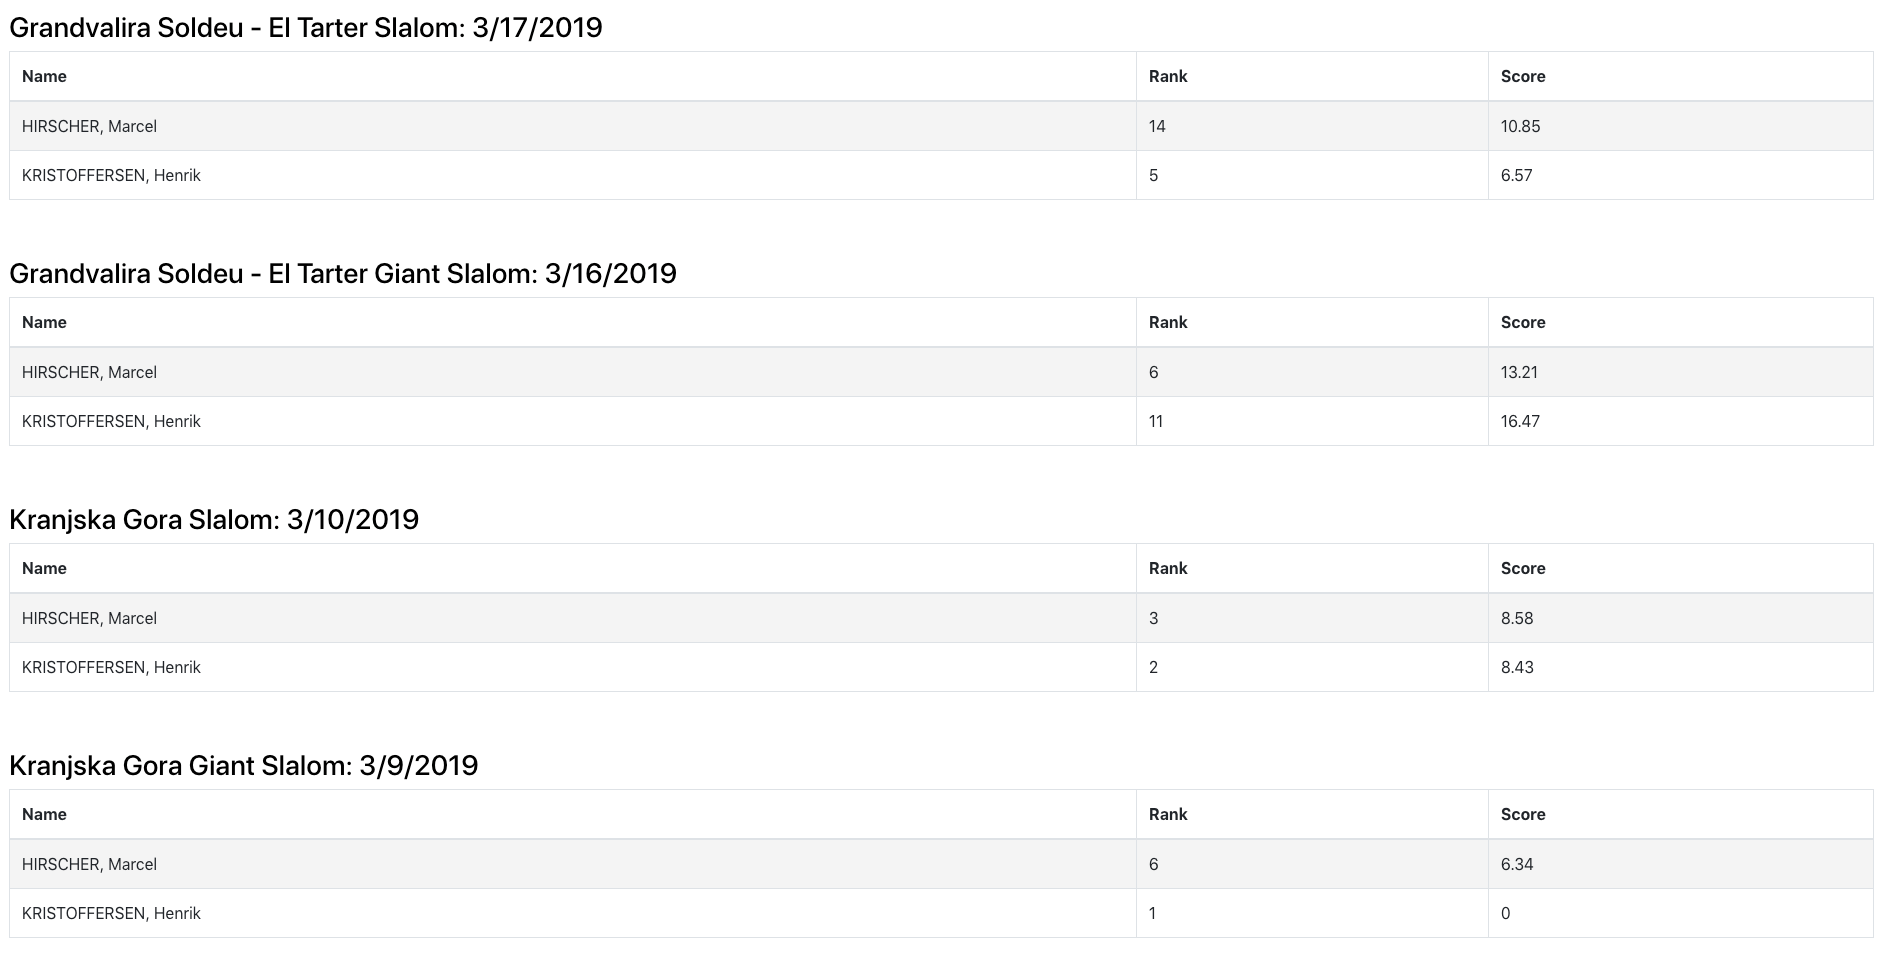 Grandvalira Soldeu - El Tarter Slalom: 3/17/2019
Name Rank Score
HIRSCHER, Marcel 14 10.85
KRISTOFFERSEN, Henrik 5 6.57
Grandvalira Soldeu - El Tarter Giant Slalom: 3/16/2019
Name Rank Score
HIRSCHER, Marcel 6 13.21
KRISTOFFERSEN, Henrik 11 16.47
Kranjska Gora Slalom: 3/10/2019
Name Rank Score
HIRSCHER, Marcel 3 8.58
KRISTOFFERSEN, Henrik 2 8.43
Kranjska Gora Giant Slalom: 3/9/2019
Name Rank Score
HIRSCHER, Marcel 6 6.34
KRISTOFFERSEN, Henrik 1 0